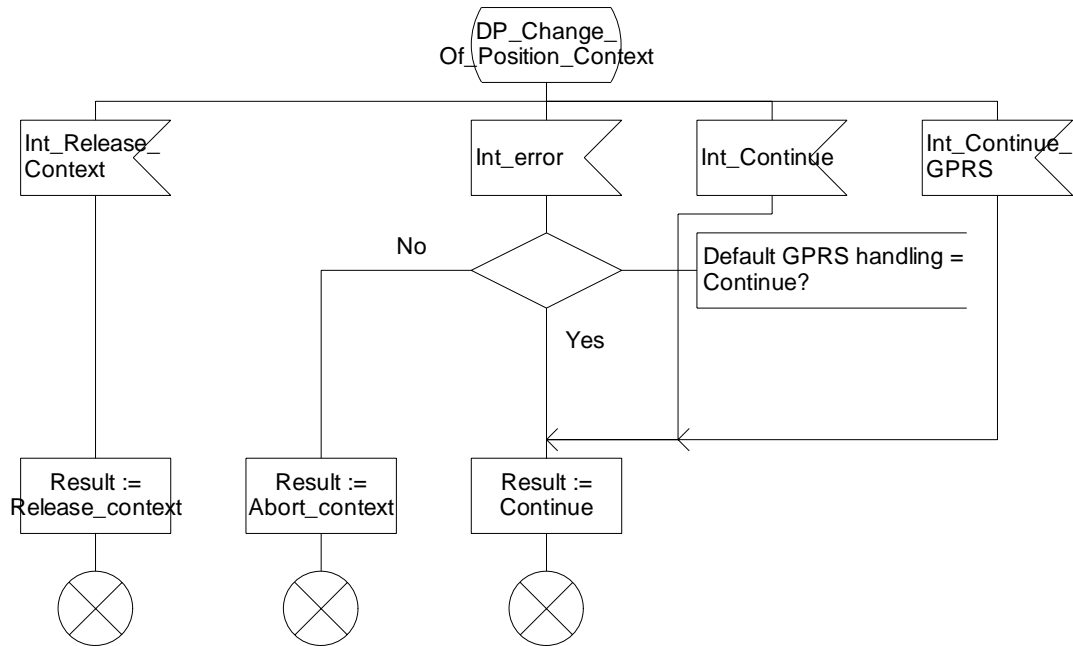 DP_Change_
Of_Position_Context
Int_Release_
Context
Int_error
Int_Continue
Int_Continue_
GPRS
No
Default GPRS handling =
Continue?
Yes
Result :=
Release_context
Result :=
Abort_context
Result :=
Continue